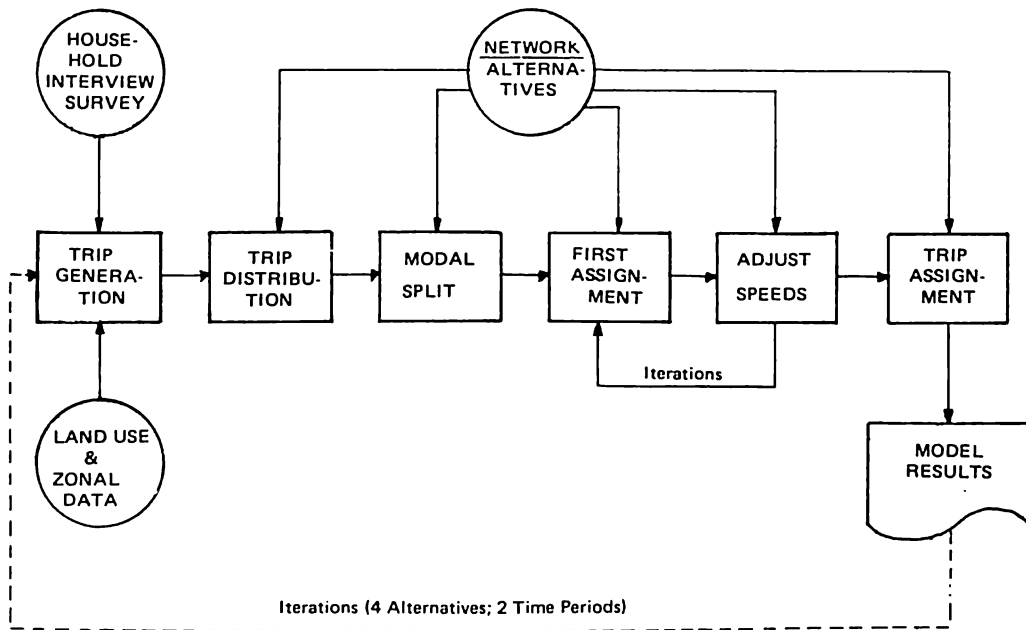 HOUSE-
HOLD
INTERVIEW
SURVEY
NETWORK
ALTERNA-
TIVES
TRIP
GENERA-
TION
TRIP
DISTRIBU-
TION
MODAL
SPLIT
FIRST
ASSIGN-
MENT
ADJUST
SPEEDS
TRIP
ASSIGN-
MENT
Iterations
LAND USE
&
ZONAL
DATA
MODEL
RESULTS
Iterations (4 Alternatives; 2 Time Periods)